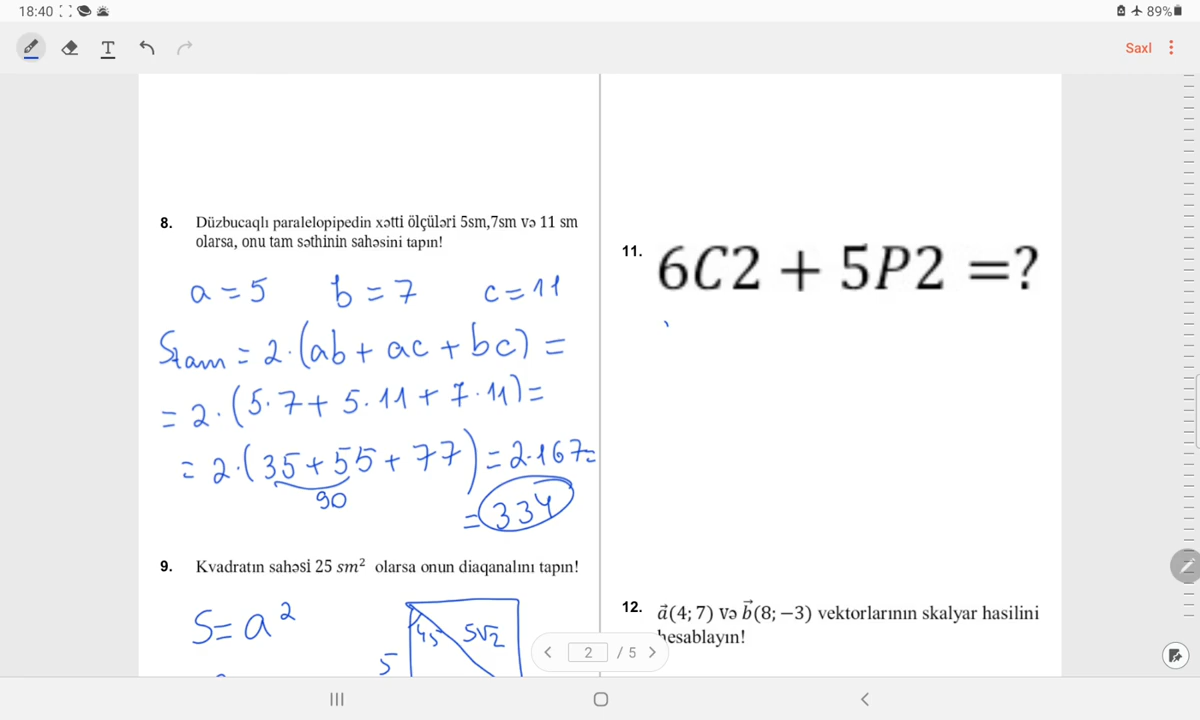 18:40
89%
T
Saxl
8. Düzbucaqlı paralelopipedin xətti ölçüləri 5sm,7sm və 11 sm
olarsa, onu tam səthinin sahəsini tapın!
a = 5 b = 7 c = 11
Stam = 2·(ab + ac + bc) =
= 2·(5·7 + 5·11 + 7·11) =
= 2·(35 + 55 + 77) = 2·167 =
90
= 334
9. Kvadratın sahəsi 25 sm² olarsa onun diaqanalını tapın!
S = a²
45 5√2
5
11. 6C2 + 5P2 =?
12. a⃗(4; 7) və b⃗(8; −3) vektorlarının skalyar hasilini
hesablayın!
2 / 5